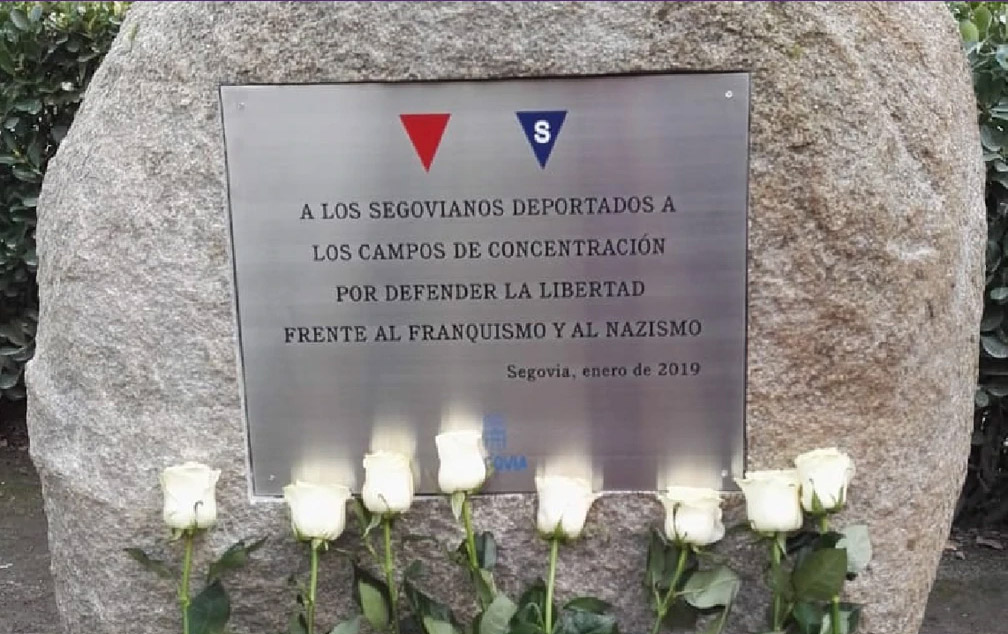 S
A LOS SEGOVIANOS DEPORTADOS A
LOS CAMPOS DE CONCENTRACIÓN
POR DEFENDER LA LIBERTAD
FRENTE AL FRANQUISMO Y AL NAZISMO
Segovia, enero de 2019